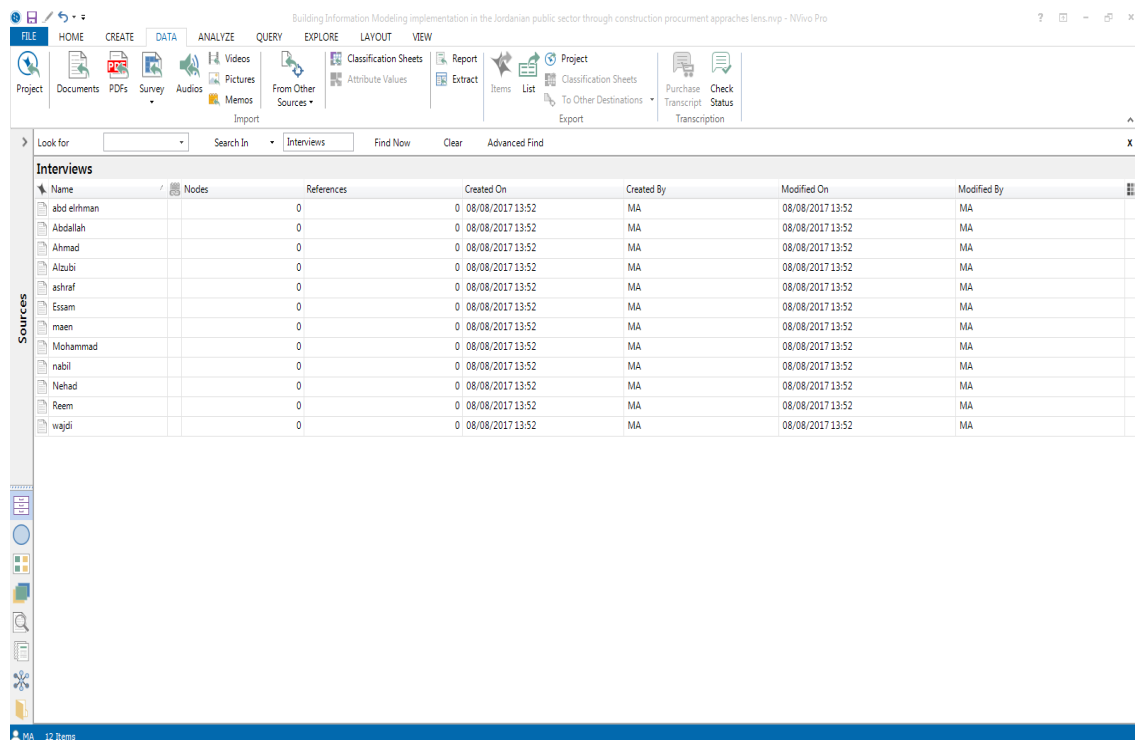 Building Information Modeling implementation in the Jordanian public sector through construction procurment appraches lens.nvp - NVivo Pro
FILE HOME CREATE DATA ANALYZE QUERY EXPLORE LAYOUT VIEW
Project
Documents
PDFs
Survey
Audios
Videos
Pictures
Memos
From Other Sources
Classification Sheets
Attribute Values
Import
Report
Extract
Items
List
Project
Classification Sheets
To Other Destinations
Export
Purchase Transcript
Check Status
Transcription
Look for Search In Interviews Find Now Clear Advanced Find X
Sources
Interviews
Name Nodes References Created On Created By Modified On Modified By
abd elrhman 0 0 08/08/2017 13:52 MA 08/08/2017 13:52 MA
Abdallah 0 0 08/08/2017 13:52 MA 08/08/2017 13:52 MA
Ahmad 0 0 08/08/2017 13:52 MA 08/08/2017 13:52 MA
Alzubi 0 0 08/08/2017 13:52 MA 08/08/2017 13:52 MA
ashraf 0 0 08/08/2017 13:52 MA 08/08/2017 13:52 MA
Essam 0 0 08/08/2017 13:52 MA 08/08/2017 13:52 MA
maen 0 0 08/08/2017 13:52 MA 08/08/2017 13:52 MA
Mohammad 0 0 08/08/2017 13:52 MA 08/08/2017 13:52 MA
nabil 0 0 08/08/2017 13:52 MA 08/08/2017 13:52 MA
Nehad 0 0 08/08/2017 13:52 MA 08/08/2017 13:52 MA
Reem 0 0 08/08/2017 13:52 MA 08/08/2017 13:52 MA
wajdi 0 0 08/08/2017 13:52 MA 08/08/2017 13:52 MA
MA 12 Items